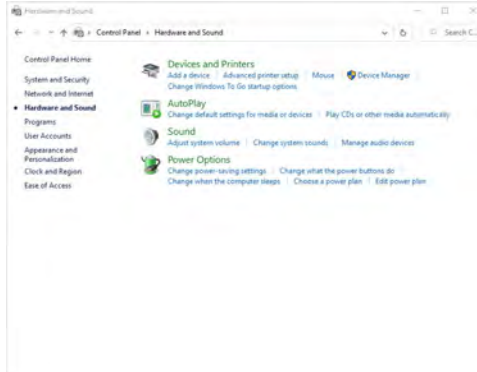 Hardware and Sound
Control Panel › Hardware and Sound
Search C...
Control Panel Home
System and Security
Network and Internet
Hardware and Sound
Programs
User Accounts
Appearance and
Personalization
Clock and Region
Ease of Access
Devices and Printers
Add a device | Advanced printer setup | Mouse | Device Manager
Change Windows To Go startup options
AutoPlay
Change default settings for media or devices | Play CDs or other media automatically
Sound
Adjust system volume | Change system sounds | Manage audio devices
Power Options
Change power-saving settings | Change what the power buttons do
Change when the computer sleeps | Choose a power plan | Edit power plan